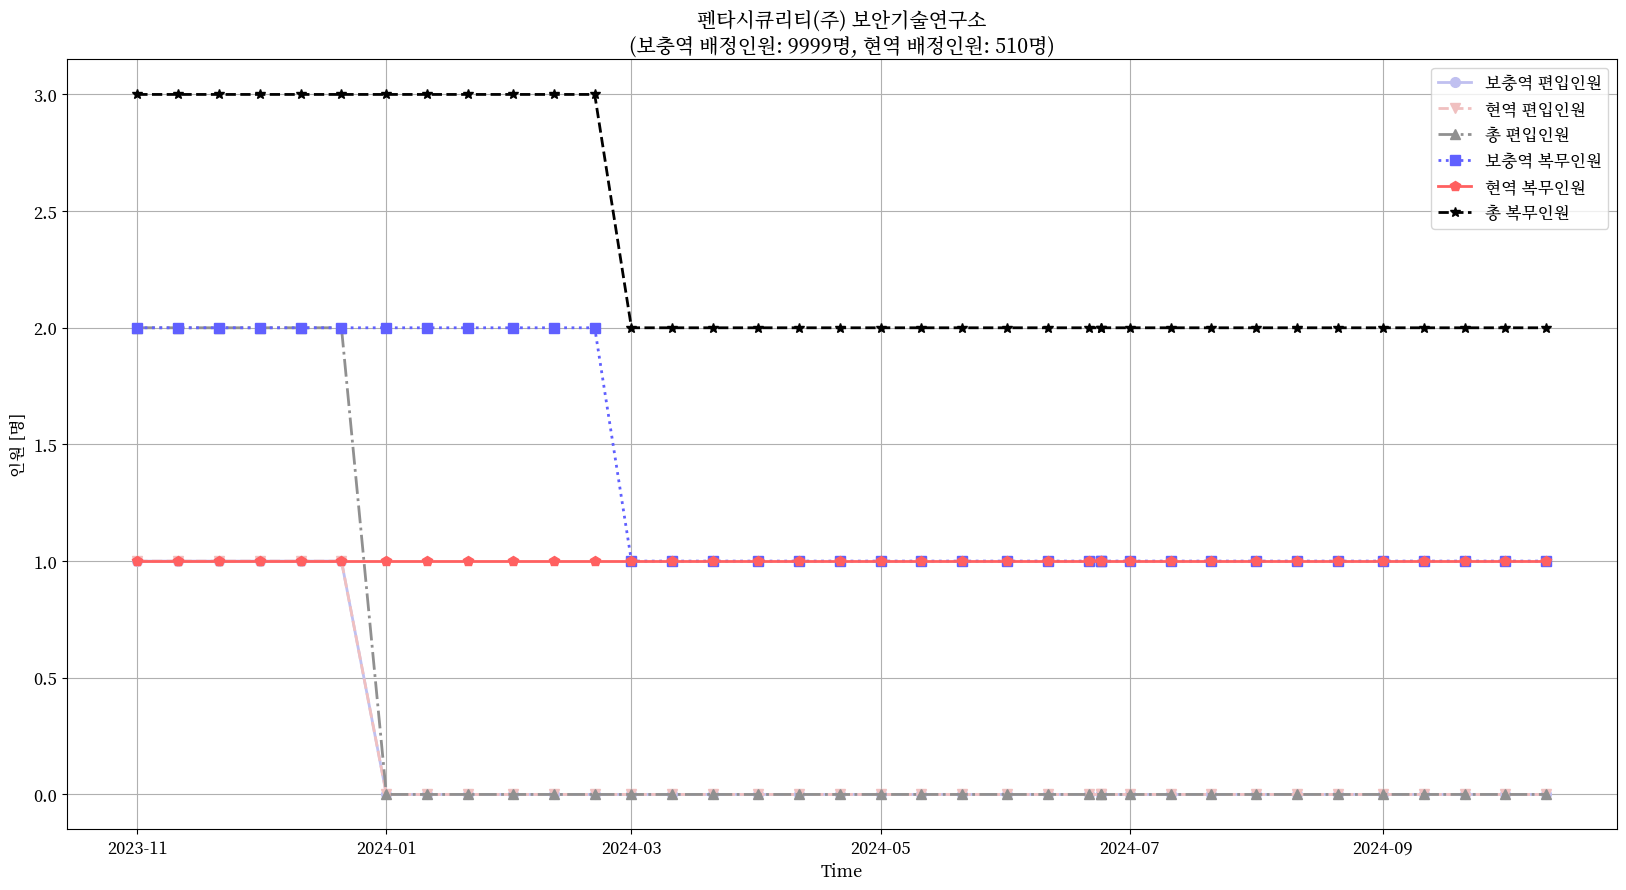 펜타시큐리티(주) 보안기술연구소
(보충역 배정인원: 9999명, 현역 배정인원: 510명)
보충역 편입인원
현역 편입인원
총 편입인원
보충역 복무인원
현역 복무인원
총 복무인원
3.0
2.5
2.0
1.5
1.0
0.5
0.0
인원 [명]
2023-11
2024-01
2024-03
2024-05
2024-07
2024-09
Time